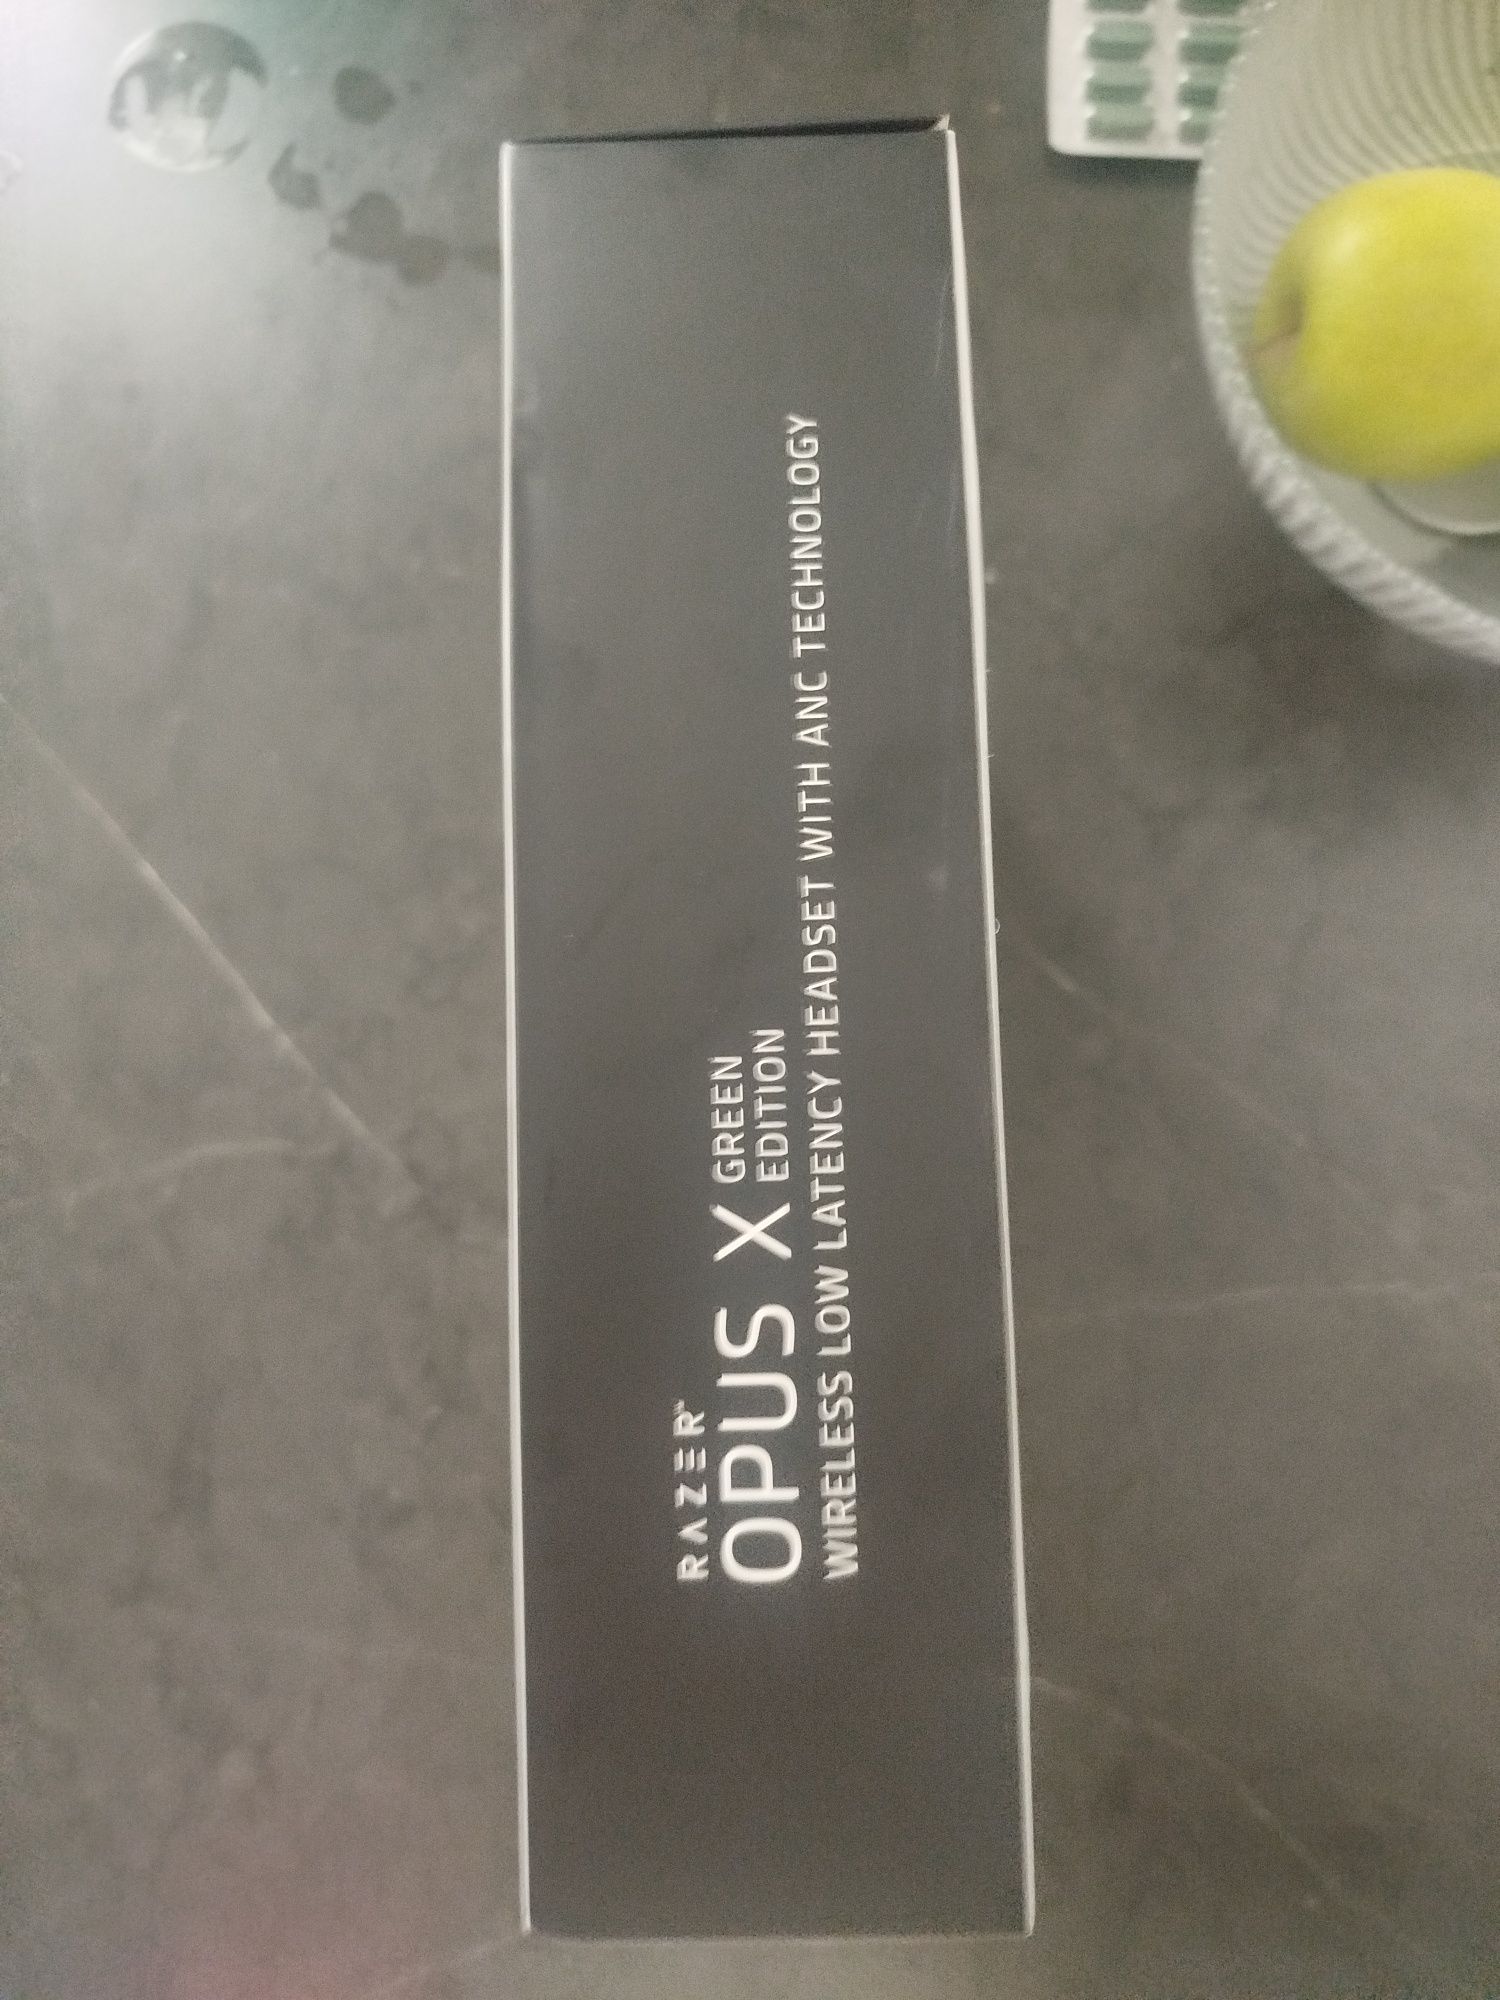 RAZER™
OPUS X GREEN
EDITION
WIRELESS LOW LATENCY HEADSET WITH ANC TECHNOLOGY